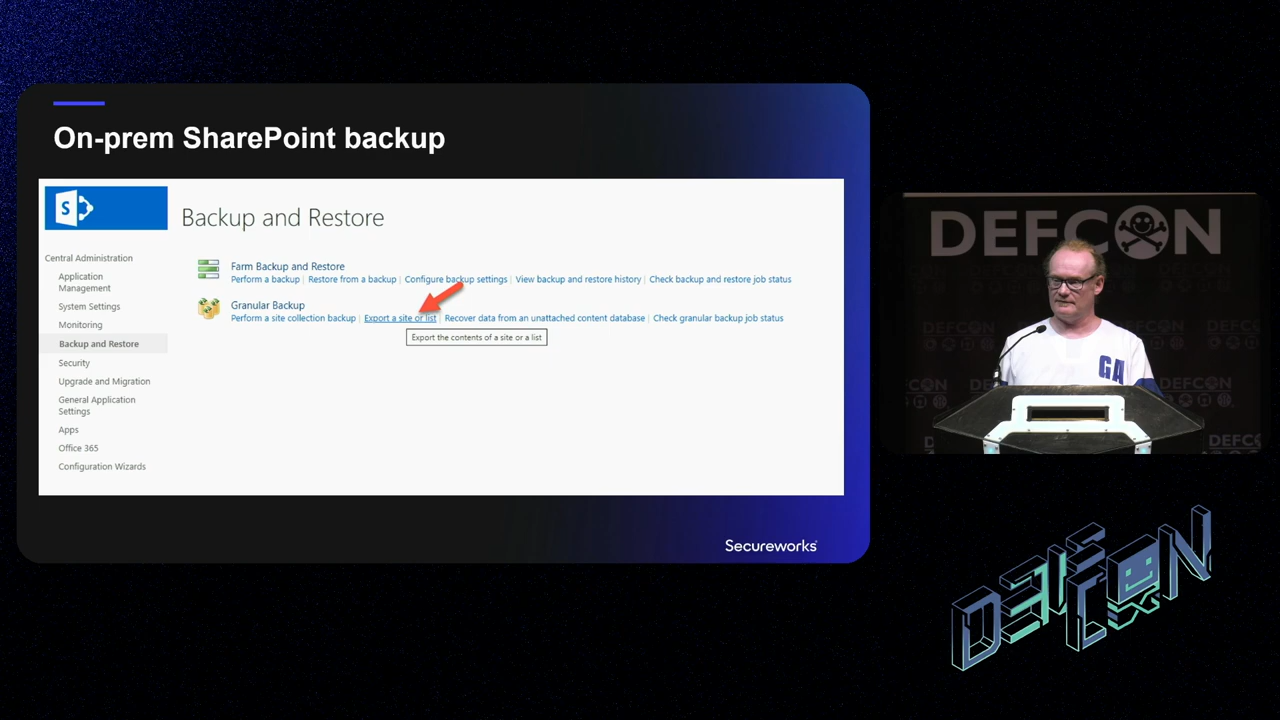 On-prem SharePoint backup
S
Backup and Restore
Central Administration
Application
Management
System Settings
Monitoring
Backup and Restore
Security
Upgrade and Migration
General Application
Settings
Apps
Office 365
Configuration Wizards
Farm Backup and Restore
Perform a backup | Restore from a backup | Configure backup settings | View backup and restore history | Check backup and restore job status
Granular Backup
Perform a site collection backup | Export a site or list | Recover data from an unattached content database | Check granular backup job status
Export the contents of a site or a list
Secureworks
DEFCON
GA
DEFCON
DEFCON
DEFCON